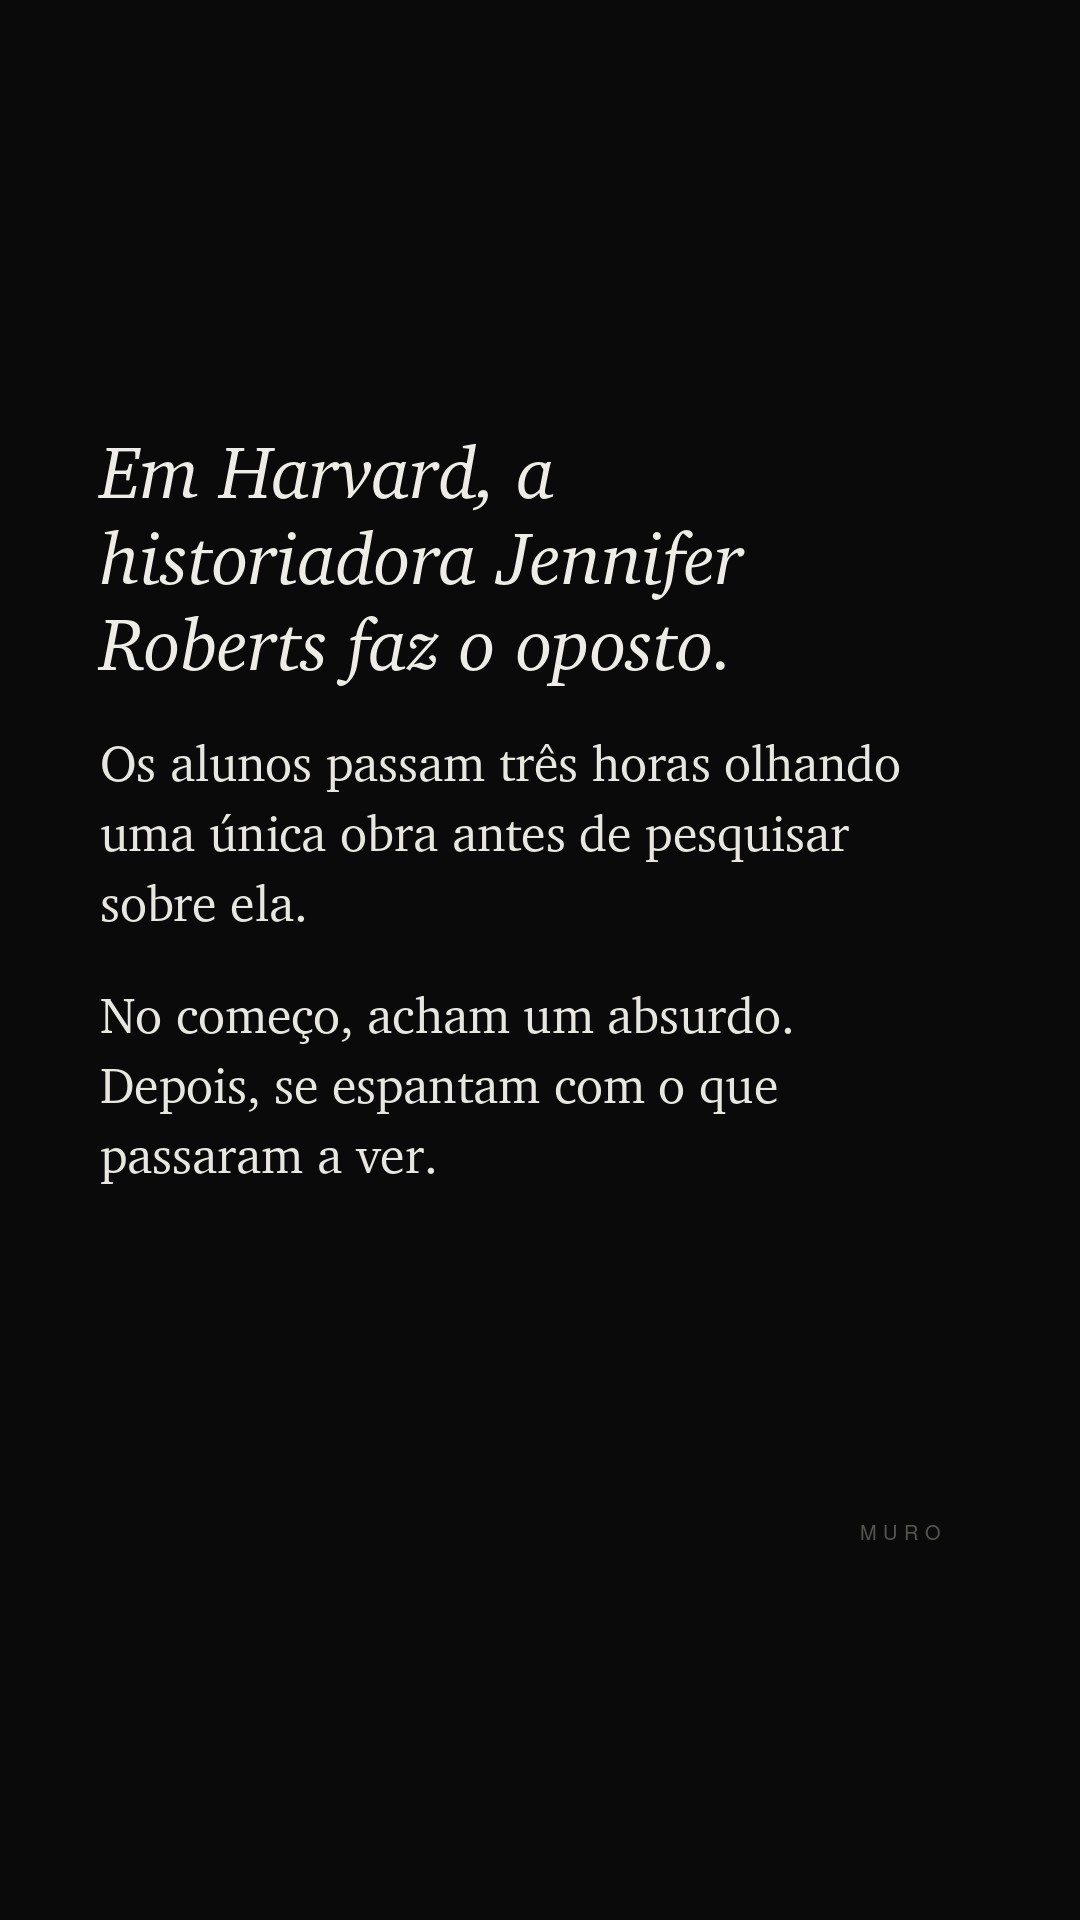 Em Harvard, a
historiadora Jennifer
Roberts faz o oposto.
Os alunos passam três horas olhando
uma única obra antes de pesquisar
sobre ela.
No começo, acham um absurdo.
Depois, se espantam com o que
passaram a ver.
MURO